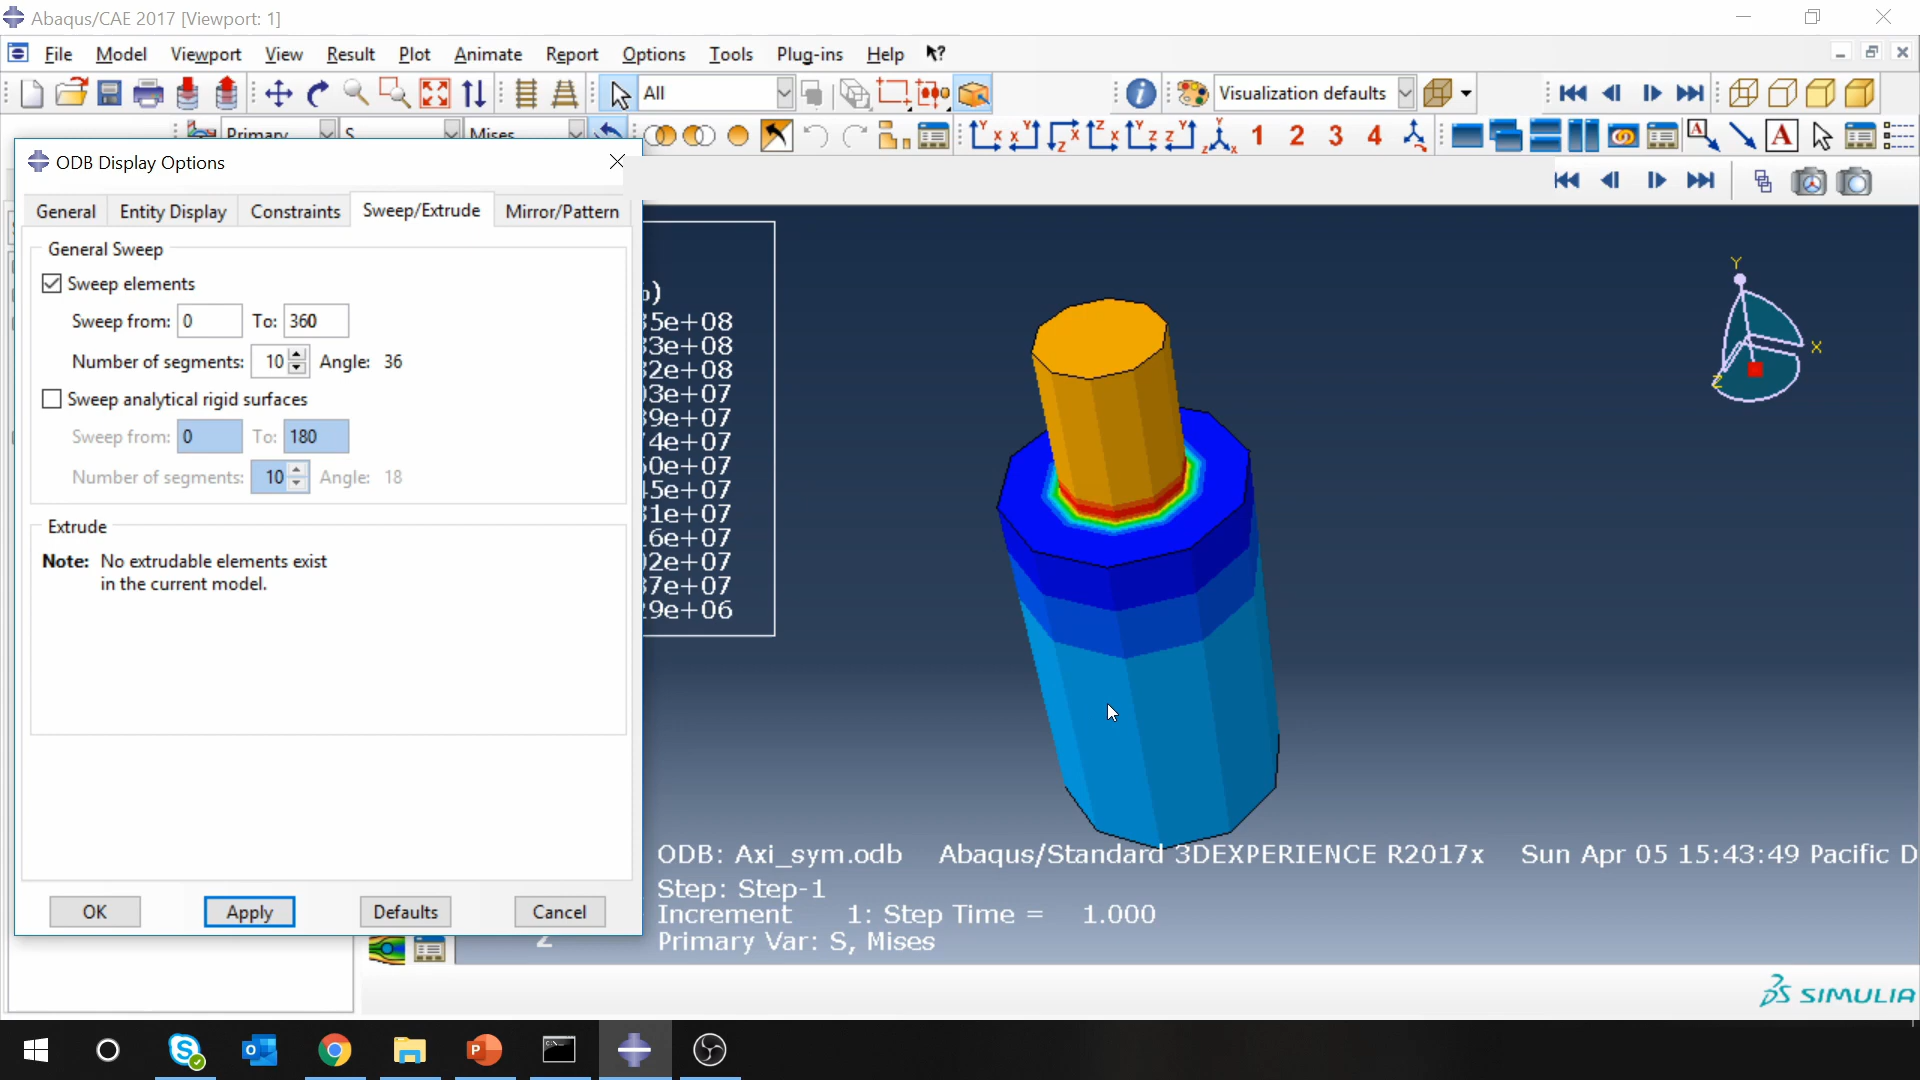 Abaqus/CAE 2017 [Viewport: 1]
File Model Viewport View Result Plot Animate Report Options Tools Plug-ins Help
All
Visualization defaults
Primary S Mises
1 2 3 4
ODB Display Options
General Entity Display Constraints Sweep/Extrude Mirror/Pattern
General Sweep
Sweep elements
Sweep from: 0 To: 360
Number of segments: 10 Angle: 36
Sweep analytical rigid surfaces
Sweep from: 0 To: 180
Number of segments: 10 Angle: 18
Extrude
Note: No extrudable elements exist
in the current model.
OK Apply Defaults Cancel
5e+08
3e+08
2e+08
3e+07
9e+07
4e+07
0e+07
5e+07
1e+07
6e+07
2e+07
7e+07
9e+06
Y
X
Z
ODB: Axi_sym.odb Abaqus/Standard 3DEXPERIENCE R2017x Sun Apr 05 15:43:49 Pacific D
Step: Step-1
Increment 1: Step Time = 1.000
Primary Var: S, Mises
SIMULIA